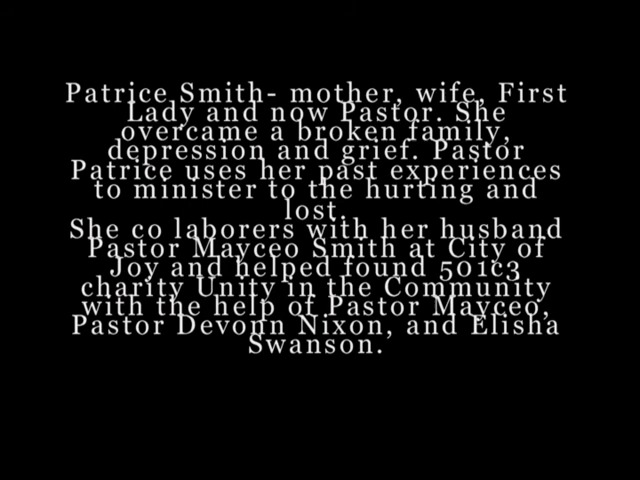 Patrice Smith- mother, wife, First
Lady and now Pastor. She
overcame a broken family,
depression and grief. Pastor
Patrice uses her past experiences
to minister to the hurting and
lost.
She co laborers with her husband
Pastor Mayceo Smith at City of
Joy and helped found 501c3
charity Unity in the Community
with the help of Pastor Mayceo,
Pastor Devonn Nixon, and Elisha
Swanson.